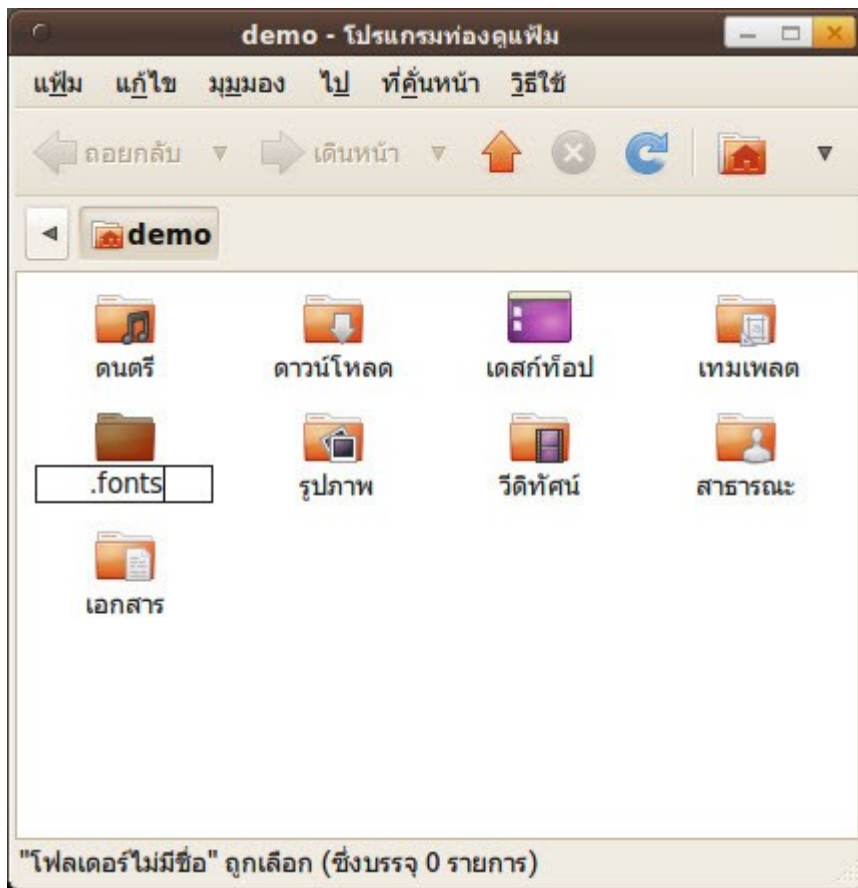 demo - โปรแกรมท่องดูแฟ้ม
แฟ้ม แก้ไข มุมมอง ไป ที่คั่นหน้า วิธีใช้
ถอยกลับ เดินหน้า
demo
ดนตรี ดาวน์โหลด เดสก์ท็อป เทมเพลต
.fonts รูปภาพ วีดิทัศน์ สาธารณะ
เอกสาร
"โฟลเดอร์ไม่มีชื่อ" ถูกเลือก (ซึ่งบรรจุ 0 รายการ)